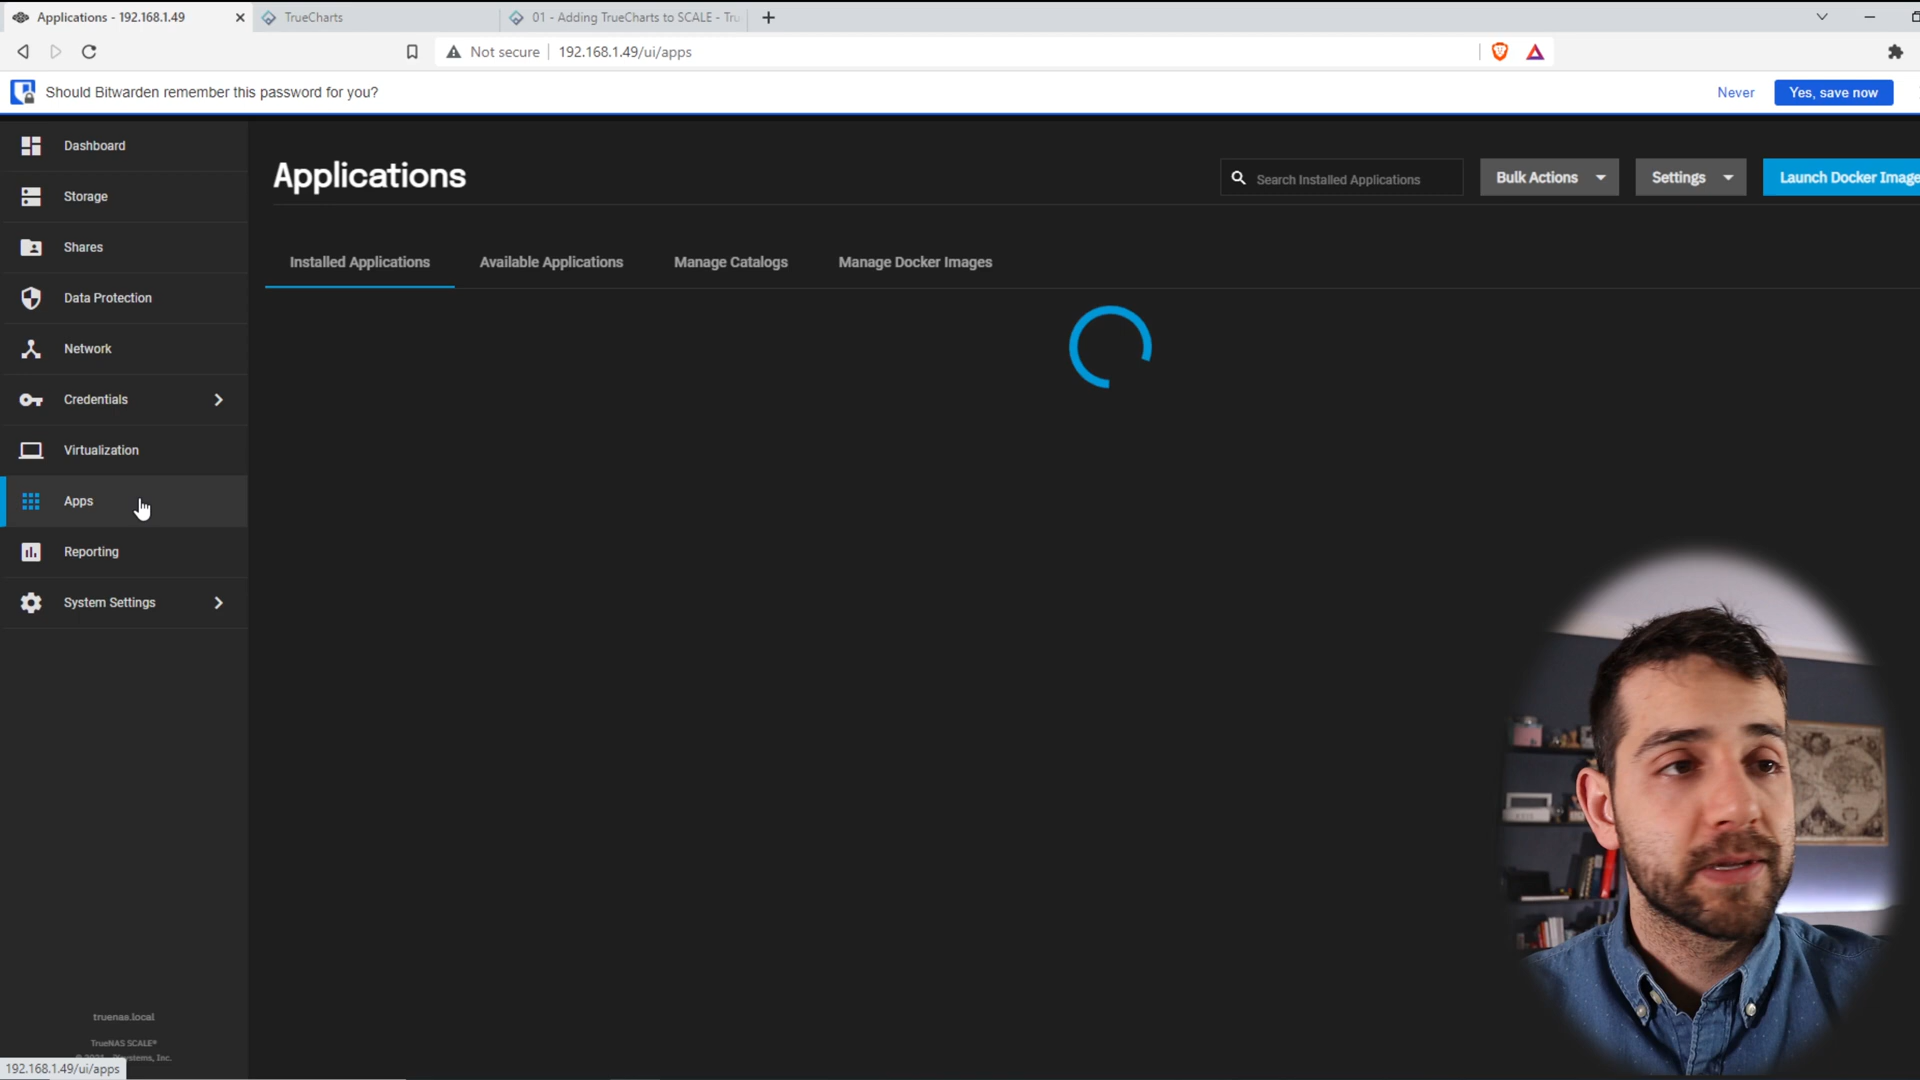 Applications - 192.168.1.49
TrueCharts
01 - Adding TrueCharts to SCALE - Tru
Not secure
192.168.1.49/ui/apps
Should Bitwarden remember this password for you?
Never
Yes, save now
Dashboard
Storage
Shares
Data Protection
Network
Credentials
Virtualization
Apps
Reporting
System Settings
Applications
Search Installed Applications
Bulk Actions
Settings
Launch Docker Image
Installed Applications
Available Applications
Manage Catalogs
Manage Docker Images
truenas.local
TrueNAS SCALE®
Inc.
192.168.1.49/ui/apps